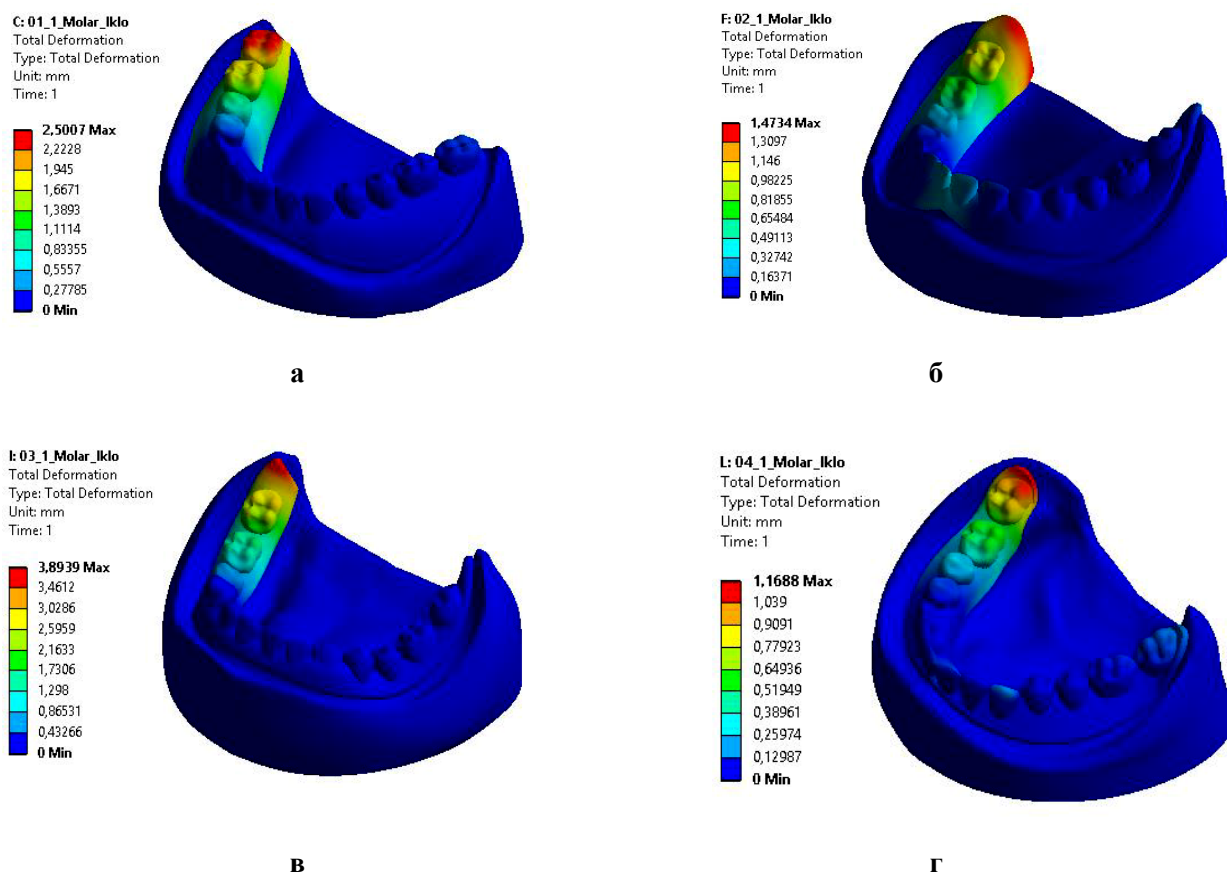 C: 01_1_Molar_Iklo
Total Deformation
Type: Total Deformation
Unit: mm
Time: 1
2,5007 Max
2,2228
1,945
1,6671
1,3893
1,1114
0,83355
0,5557
0,27785
0 Min
а
F: 02_1_Molar_Iklo
Total Deformation
Type: Total Deformation
Unit: mm
Time: 1
1,4734 Max
1,3097
1,146
0,98225
0,81855
0,65484
0,49113
0,32742
0,16371
0 Min
б
I: 03_1_Molar_Iklo
Total Deformation
Type: Total Deformation
Unit: mm
Time: 1
3,8939 Max
3,4612
3,0286
2,5959
2,1633
1,7306
1,298
0,86531
0,43266
0 Min
в
L: 04_1_Molar_Iklo
Total Deformation
Type: Total Deformation
Unit: mm
Time: 1
1,1688 Max
1,039
0,9091
0,77923
0,64936
0,51949
0,38961
0,25974
0,12987
0 Min
г